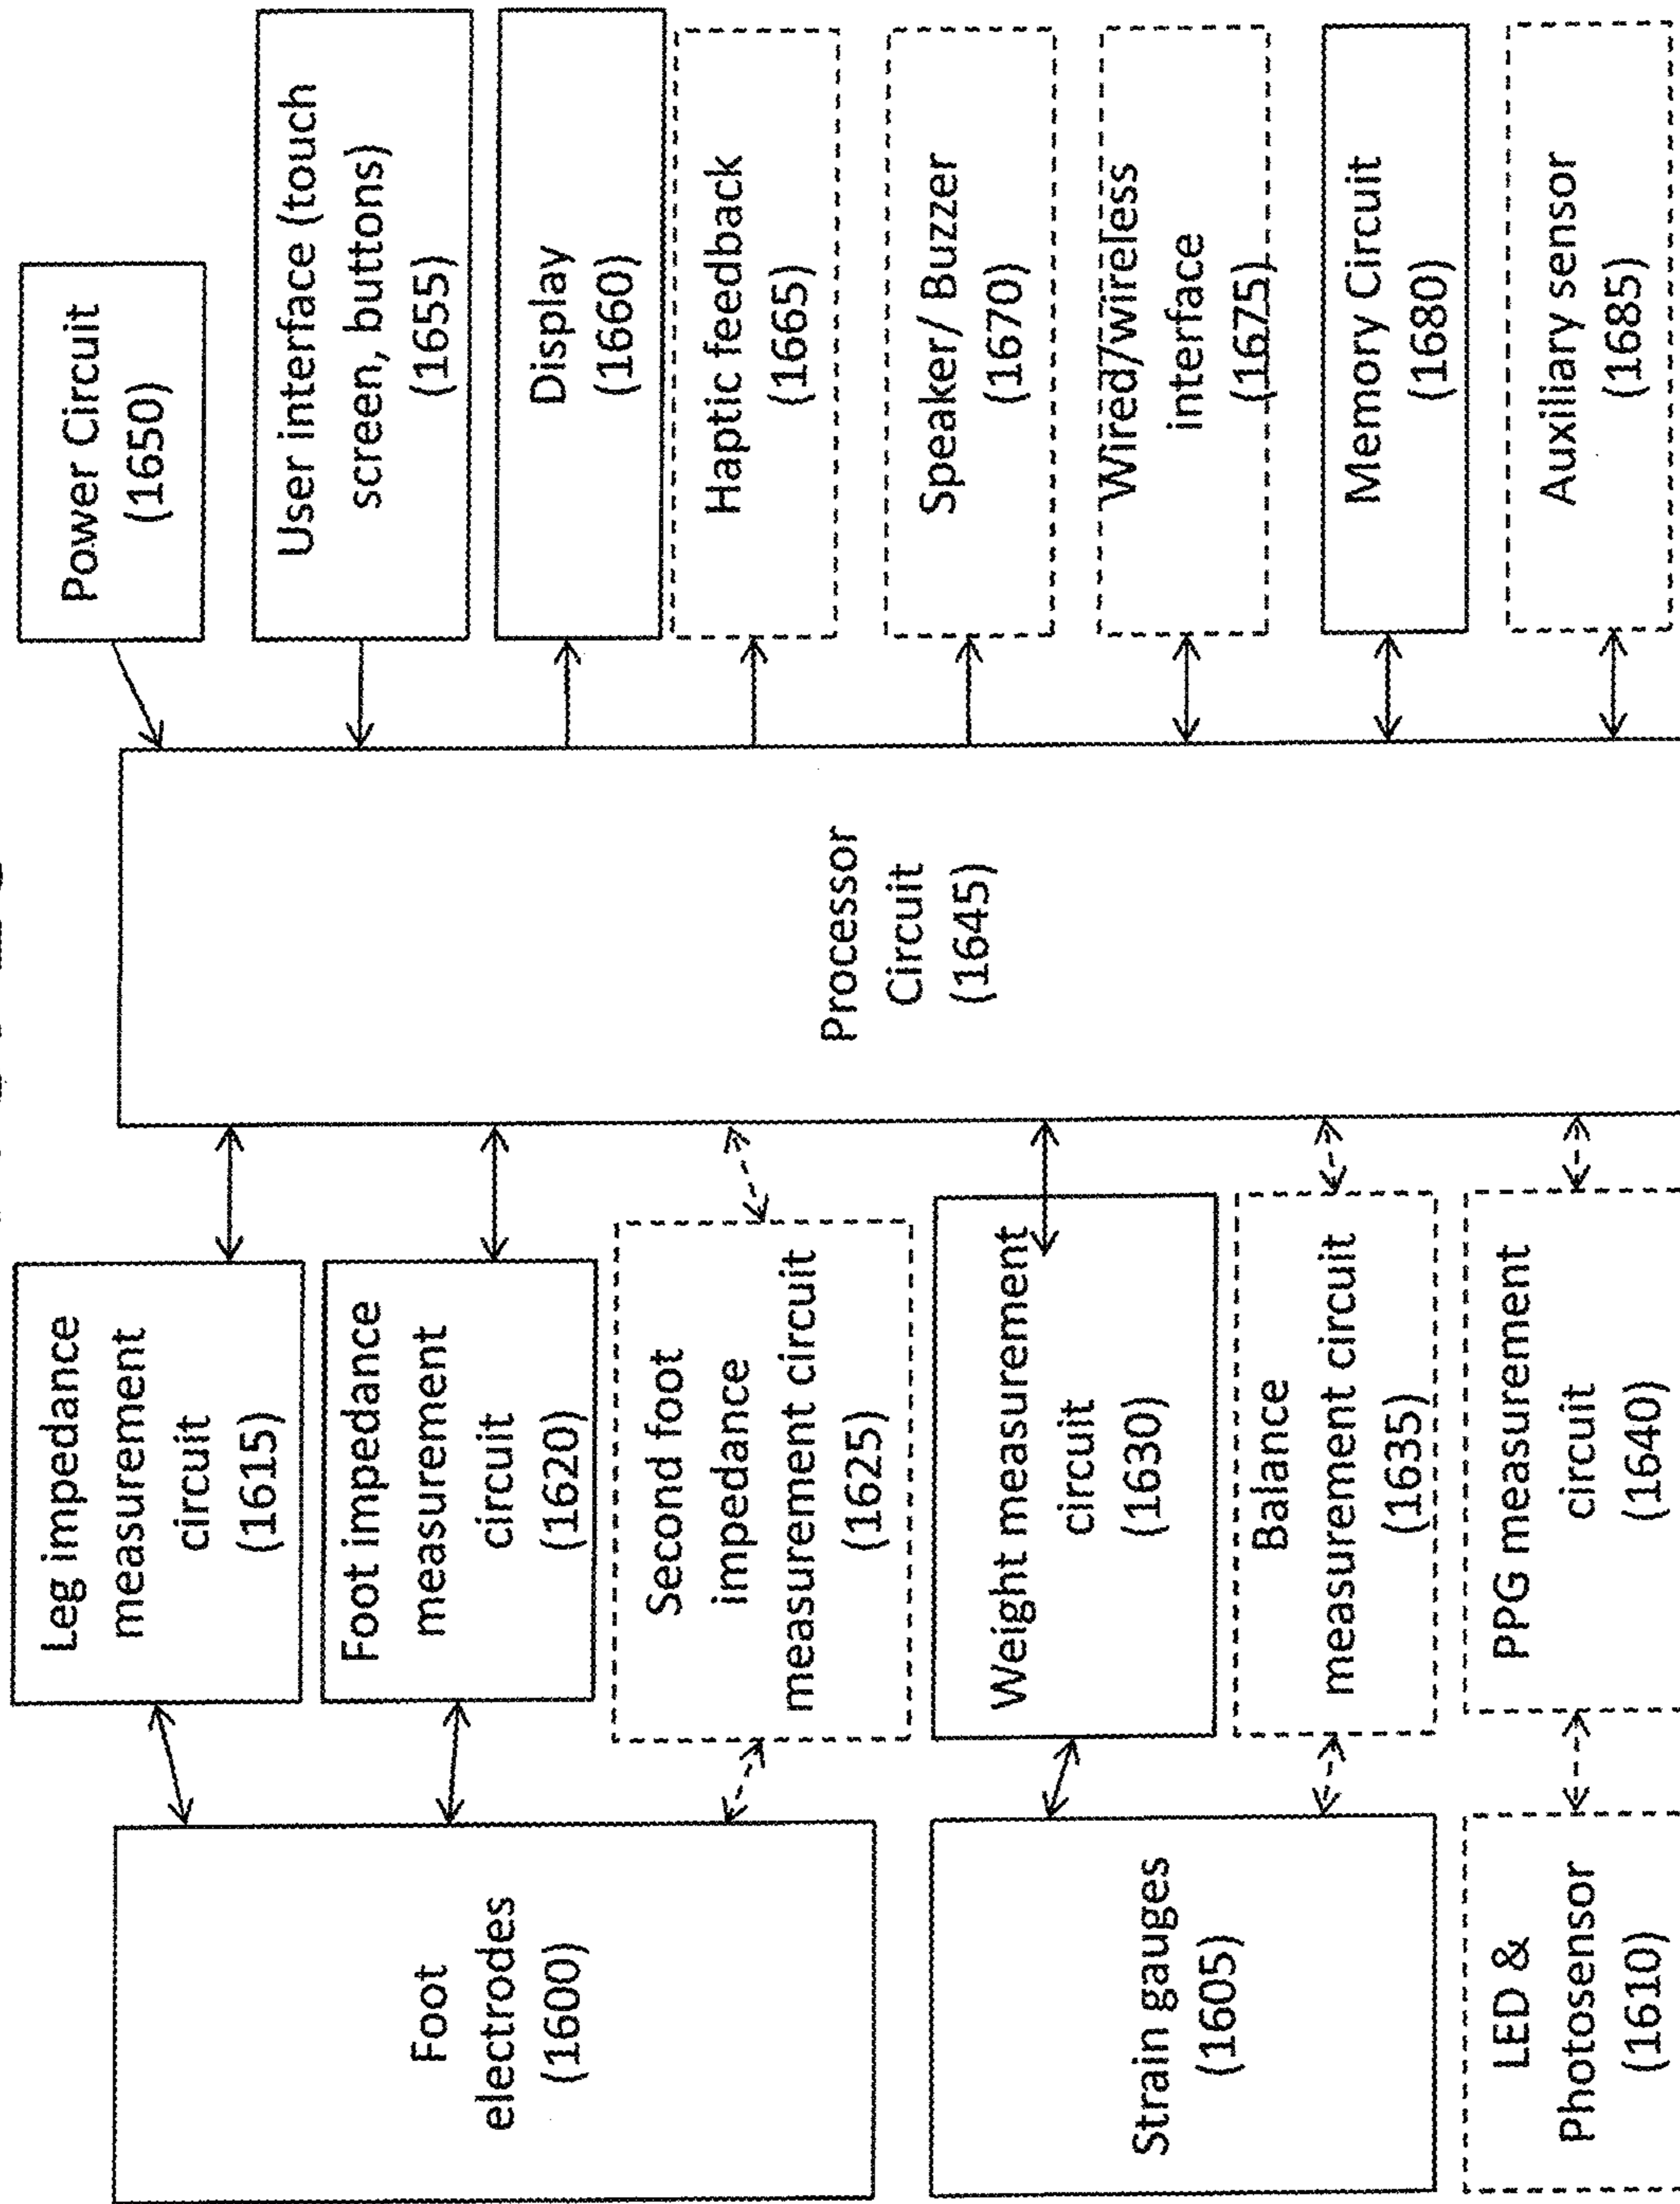 Foot
electrodes
(1600)
Strain gauges
(1605)
LED &
Photosensor
(1610)
Leg impedance
measurement
circuit
(1615)
Foot impedance
measurement
circuit
(1620)
Second foot
impedance
measurement circuit
(1625)
Weight measurement
circuit
(1630)
Balance
measurement circuit
(1635)
PPG measurement
circuit
(1640)
Processor
Circuit
(1645)
Power Circuit
(1650)
User interface (touch
screen, buttons)
(1655)
Display
(1660)
Haptic feedback
(1665)
Speaker/ Buzzer
(1670)
Wired/wireless
interface
(1675)
Memory Circuit
(1680)
Auxiliary sensor
(1685)